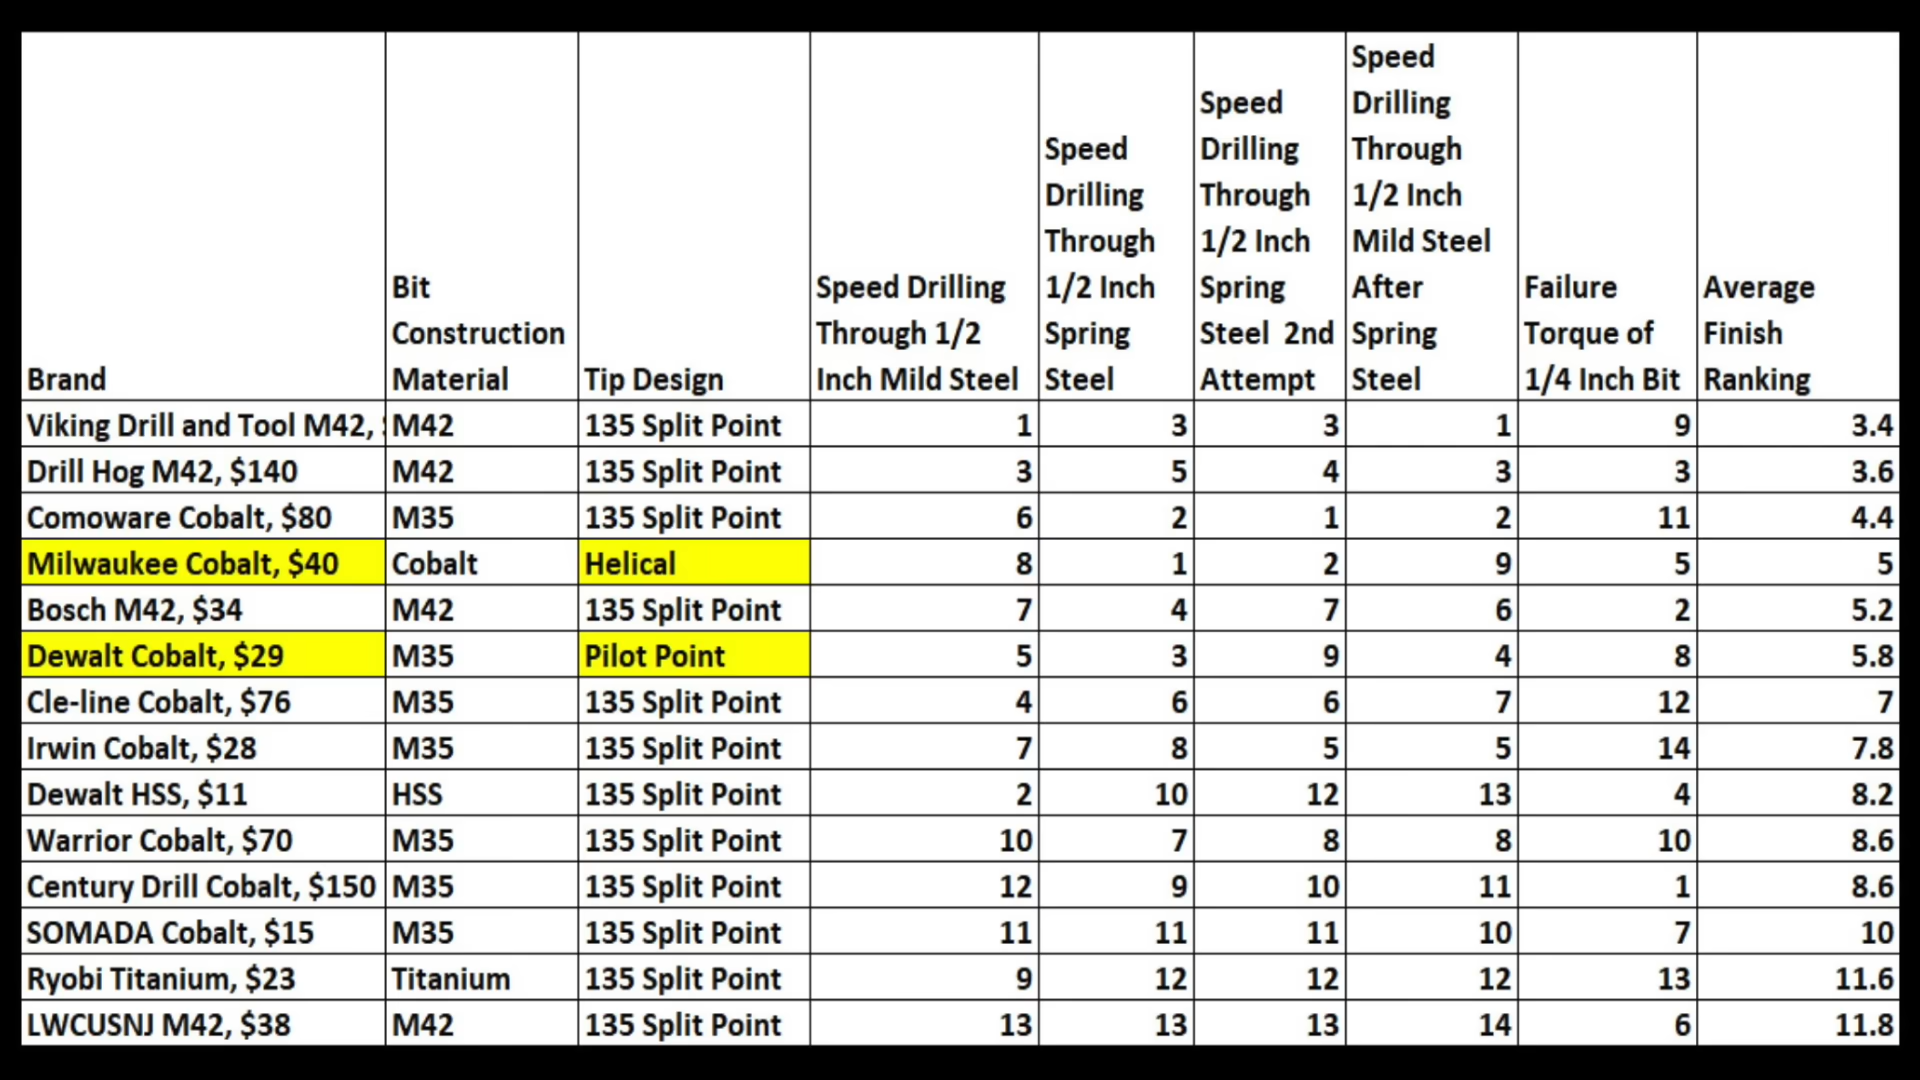 Brand | Bit Construction Material | Tip Design | Speed Drilling Through 1/2 Inch Mild Steel | Speed Drilling Through 1/2 Inch Spring Steel | Speed Drilling Through 1/2 Inch Spring Steel 2nd Attempt | Speed Drilling Through 1/2 Inch Mild Steel After Spring Steel | Failure Torque of 1/4 Inch Bit | Average Finish Ranking
Viking Drill and Tool M42, | M42 | 135 Split Point | 1 | 3 | 3 | 1 | 9 | 3.4
Drill Hog M42, $140 | M42 | 135 Split Point | 3 | 5 | 4 | 3 | 3 | 3.6
Comoware Cobalt, $80 | M35 | 135 Split Point | 6 | 2 | 1 | 2 | 11 | 4.4
Milwaukee Cobalt, $40 | Cobalt | Helical | 8 | 1 | 2 | 9 | 5 | 5
Bosch M42, $34 | M42 | 135 Split Point | 7 | 4 | 7 | 6 | 2 | 5.2
Dewalt Cobalt, $29 | M35 | Pilot Point | 5 | 3 | 9 | 4 | 8 | 5.8
Cle-line Cobalt, $76 | M35 | 135 Split Point | 4 | 6 | 6 | 7 | 12 | 7
Irwin Cobalt, $28 | M35 | 135 Split Point | 7 | 8 | 5 | 5 | 14 | 7.8
Dewalt HSS, $11 | HSS | 135 Split Point | 2 | 10 | 12 | 13 | 4 | 8.2
Warrior Cobalt, $70 | M35 | 135 Split Point | 10 | 7 | 8 | 8 | 10 | 8.6
Century Drill Cobalt, $150 | M35 | 135 Split Point | 12 | 9 | 10 | 11 | 1 | 8.6
SOMADA Cobalt, $15 | M35 | 135 Split Point | 11 | 11 | 11 | 10 | 7 | 10
Ryobi Titanium, $23 | Titanium | 135 Split Point | 9 | 12 | 12 | 12 | 13 | 11.6
LWCUSNJ M42, $38 | M42 | 135 Split Point | 13 | 13 | 13 | 14 | 6 | 11.8